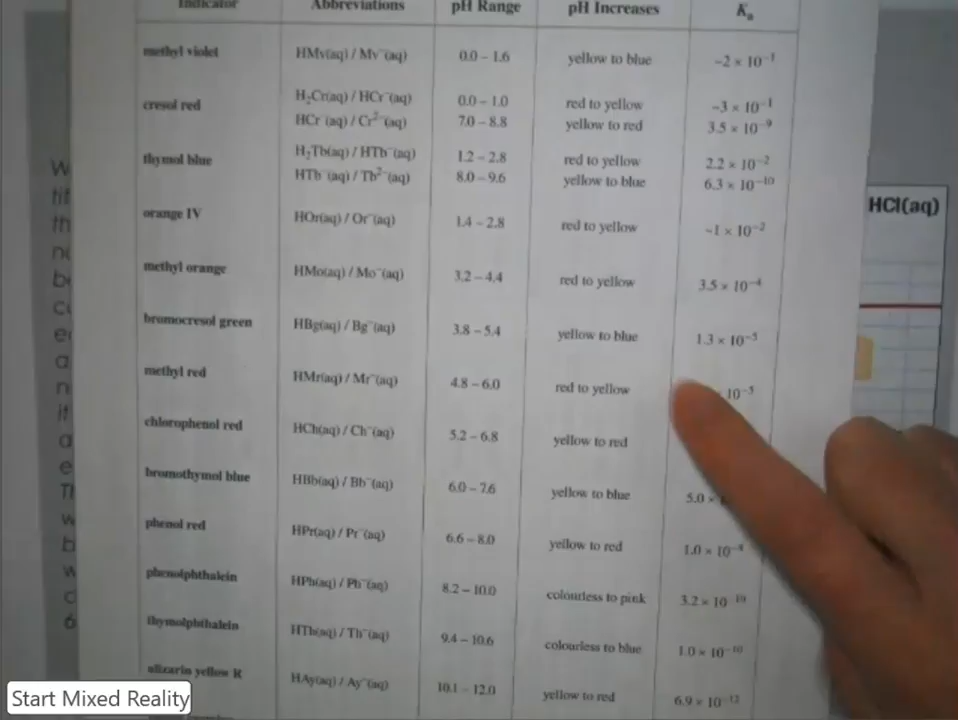 Indicator Abbreviations pH Range pH Increases Ka
methyl violet HMv(aq) / Mv⁻(aq) 0.0 – 1.6 yellow to blue ~2 × 10⁻¹
cresol red H₂Cr(aq) / HCr⁻(aq) 0.0 – 1.0 red to yellow ~3 × 10⁻¹
HCr⁻(aq) / Cr²⁻(aq) 7.0 – 8.8 yellow to red 3.5 × 10⁻⁹
thymol blue H₂Tb(aq) / HTb⁻(aq) 1.2 – 2.8 red to yellow 2.2 × 10⁻²
HTb⁻(aq) / Tb²⁻(aq) 8.0 – 9.6 yellow to blue 6.3 × 10⁻¹⁰
HCl(aq)
orange IV HOr(aq) / Or⁻(aq) 1.4 – 2.8 red to yellow ~1 × 10⁻²
methyl orange HMo(aq) / Mo⁻(aq) 3.2 – 4.4 red to yellow 3.5 × 10⁻⁴
bromocresol green HBg(aq) / Bg⁻(aq) 3.8 – 5.4 yellow to blue 1.3 × 10⁻⁵
methyl red HMr(aq) / Mr⁻(aq) 4.8 – 6.0 red to yellow 10⁻⁵
chlorophenol red HCh(aq) / Ch⁻(aq) 5.2 – 6.8 yellow to red
bromothymol blue HBb(aq) / Bb⁻(aq) 6.0 – 7.6 yellow to blue 5.0 ×
phenol red HPr(aq) / Pr⁻(aq) 6.6 – 8.0 yellow to red 1.0 ×
phenolphthalein HPh(aq) / Ph⁻(aq) 8.2 – 10.0 colourless to pink 3.2 × 10⁻¹⁰
thymolphthalein HTh(aq) / Th⁻(aq) 9.4 – 10.6 colourless to blue 1.0 × 10⁻¹⁰
alizarin yellow R HAy(aq) / Ay⁻(aq) 10.1 – 12.0 yellow to red 6.9 × 10⁻¹²
Start Mixed Reality